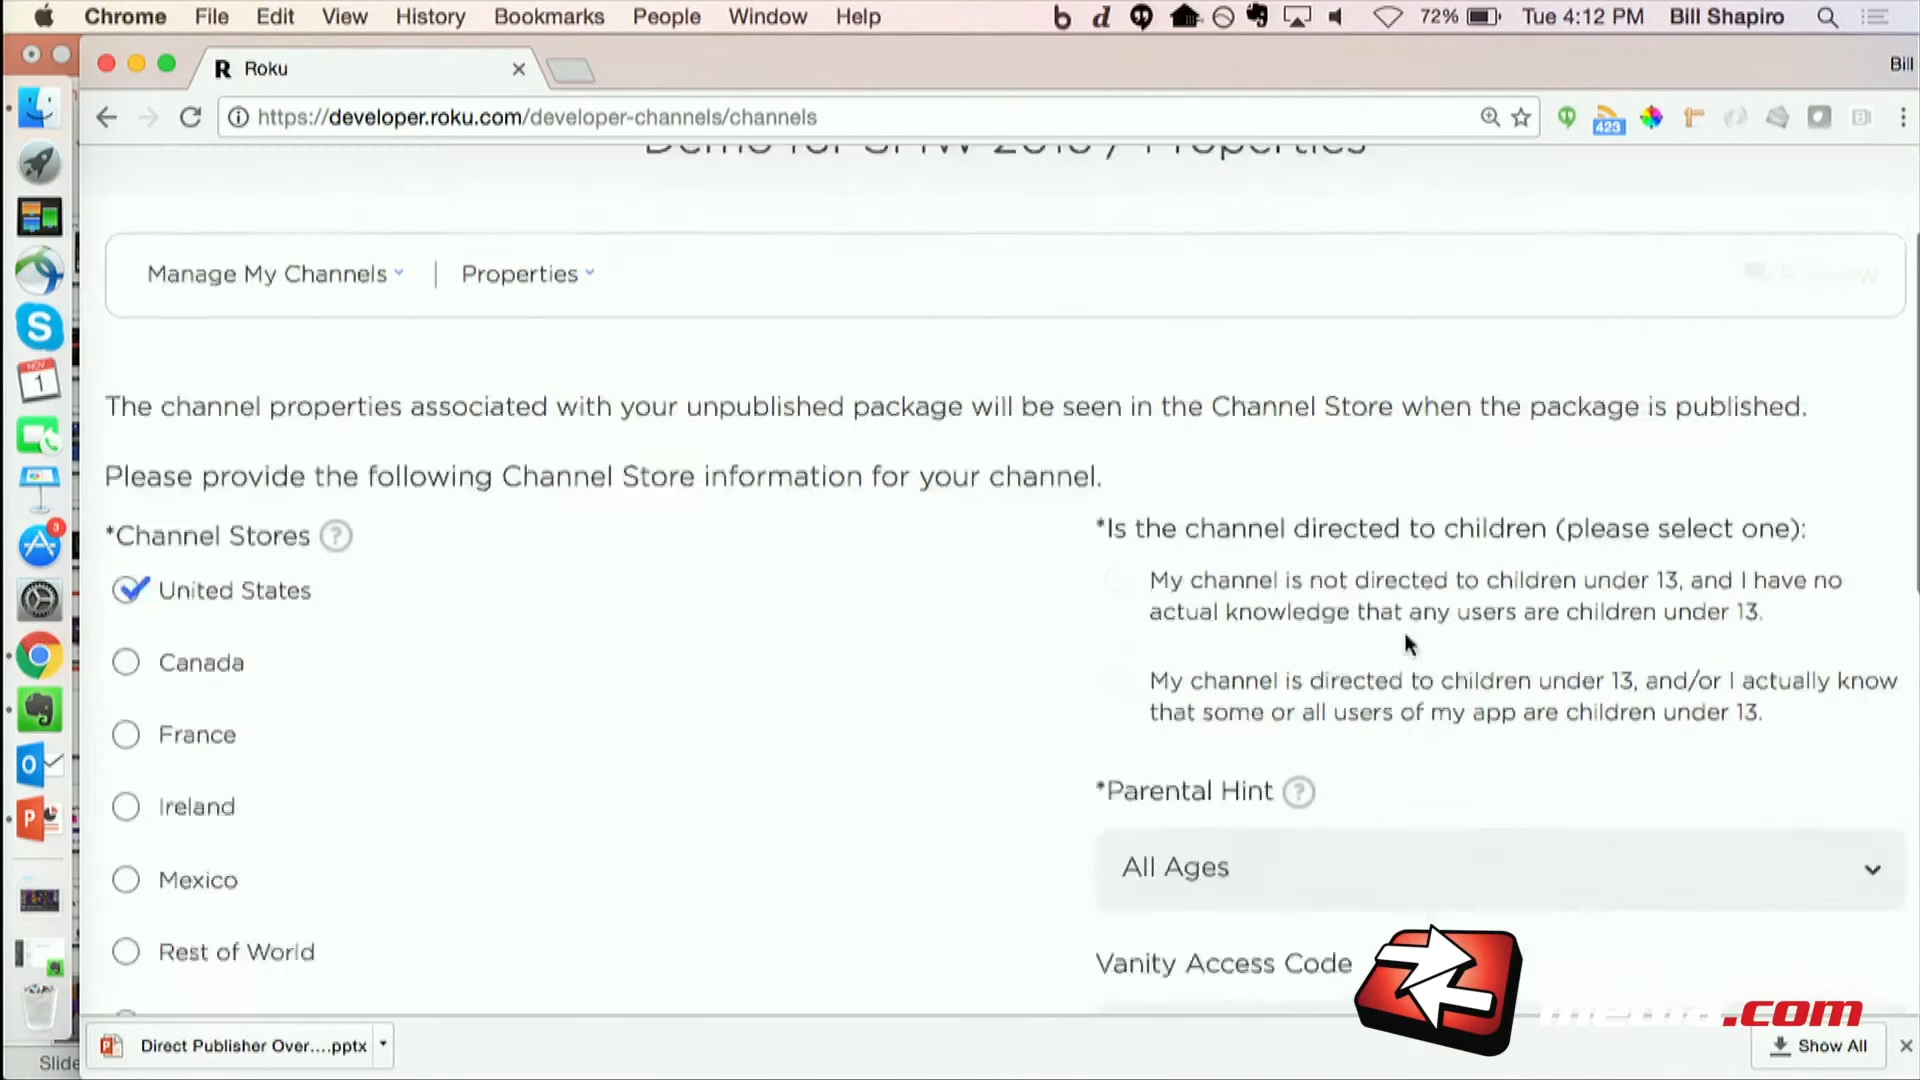 Chrome File Edit View History Bookmarks People Window Help 72% Tue 4:12 PM Bill Shapiro
Roku
Bill
https://developer.roku.com/developer-channels/channels
423
Manage My Channels | Properties
The channel properties associated with your unpublished package will be seen in the Channel Store when the package is published.
Please provide the following Channel Store information for your channel.
*Channel Stores ?
United States
Canada
France
Ireland
Mexico
Rest of World
*Is the channel directed to children (please select one):
My channel is not directed to children under 13, and I have no
actual knowledge that any users are children under 13.
My channel is directed to children under 13, and/or I actually know
that some or all users of my app are children under 13.
*Parental Hint ?
All Ages
Vanity Access Code
media.com
Direct Publisher Over....pptx
Show All
Slide
NOV
1
3